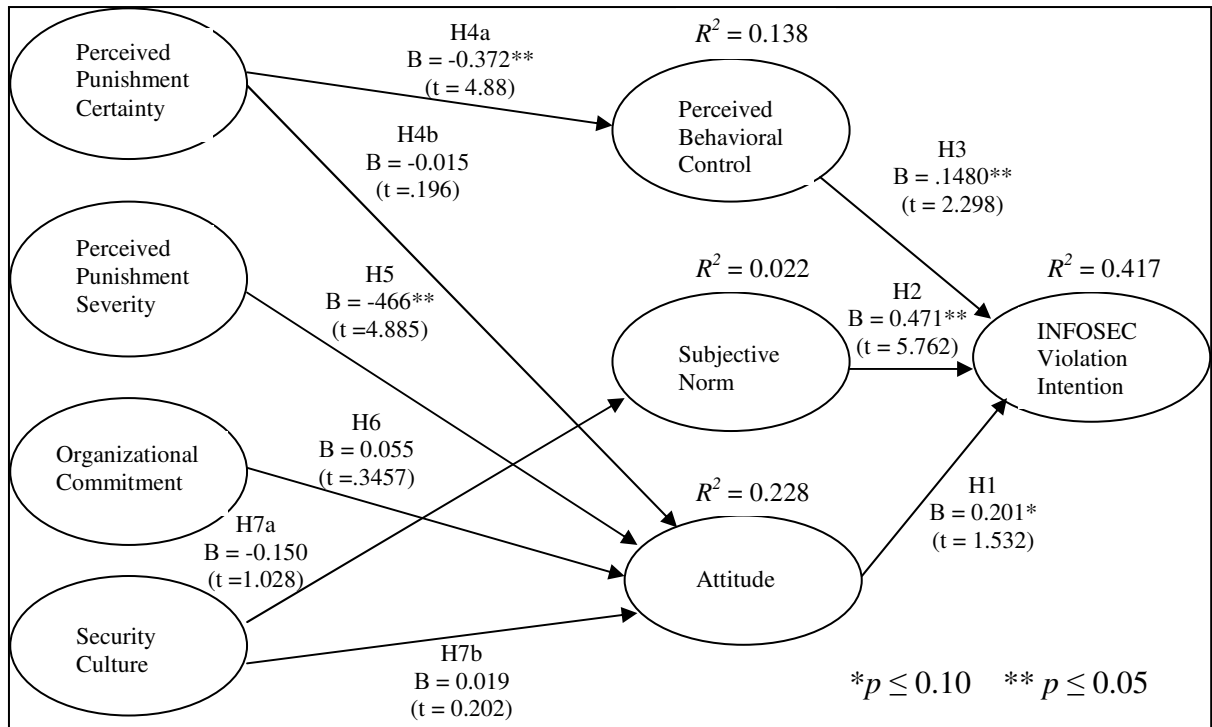 Perceived
Punishment
Certainty
H4a
B = -0.372**
(t = 4.88)
R² = 0.138
Perceived
Behavioral
Control
H4b
B = -0.015
(t =.196)
H3
B = .1480**
(t = 2.298)
Perceived
Punishment
Severity
H5
B = -466**
(t =4.885)
R² = 0.022
Subjective
Norm
H2
B = 0.471**
(t = 5.762)
R² = 0.417
INFOSEC
Violation
Intention
Organizational
Commitment
H6
B = 0.055
(t =.3457)
R² = 0.228
Attitude
H1
B = 0.201*
(t = 1.532)
H7a
B = -0.150
(t =1.028)
Security
Culture
H7b
B = 0.019
(t = 0.202)
*p ≤ 0.10 ** p ≤ 0.05